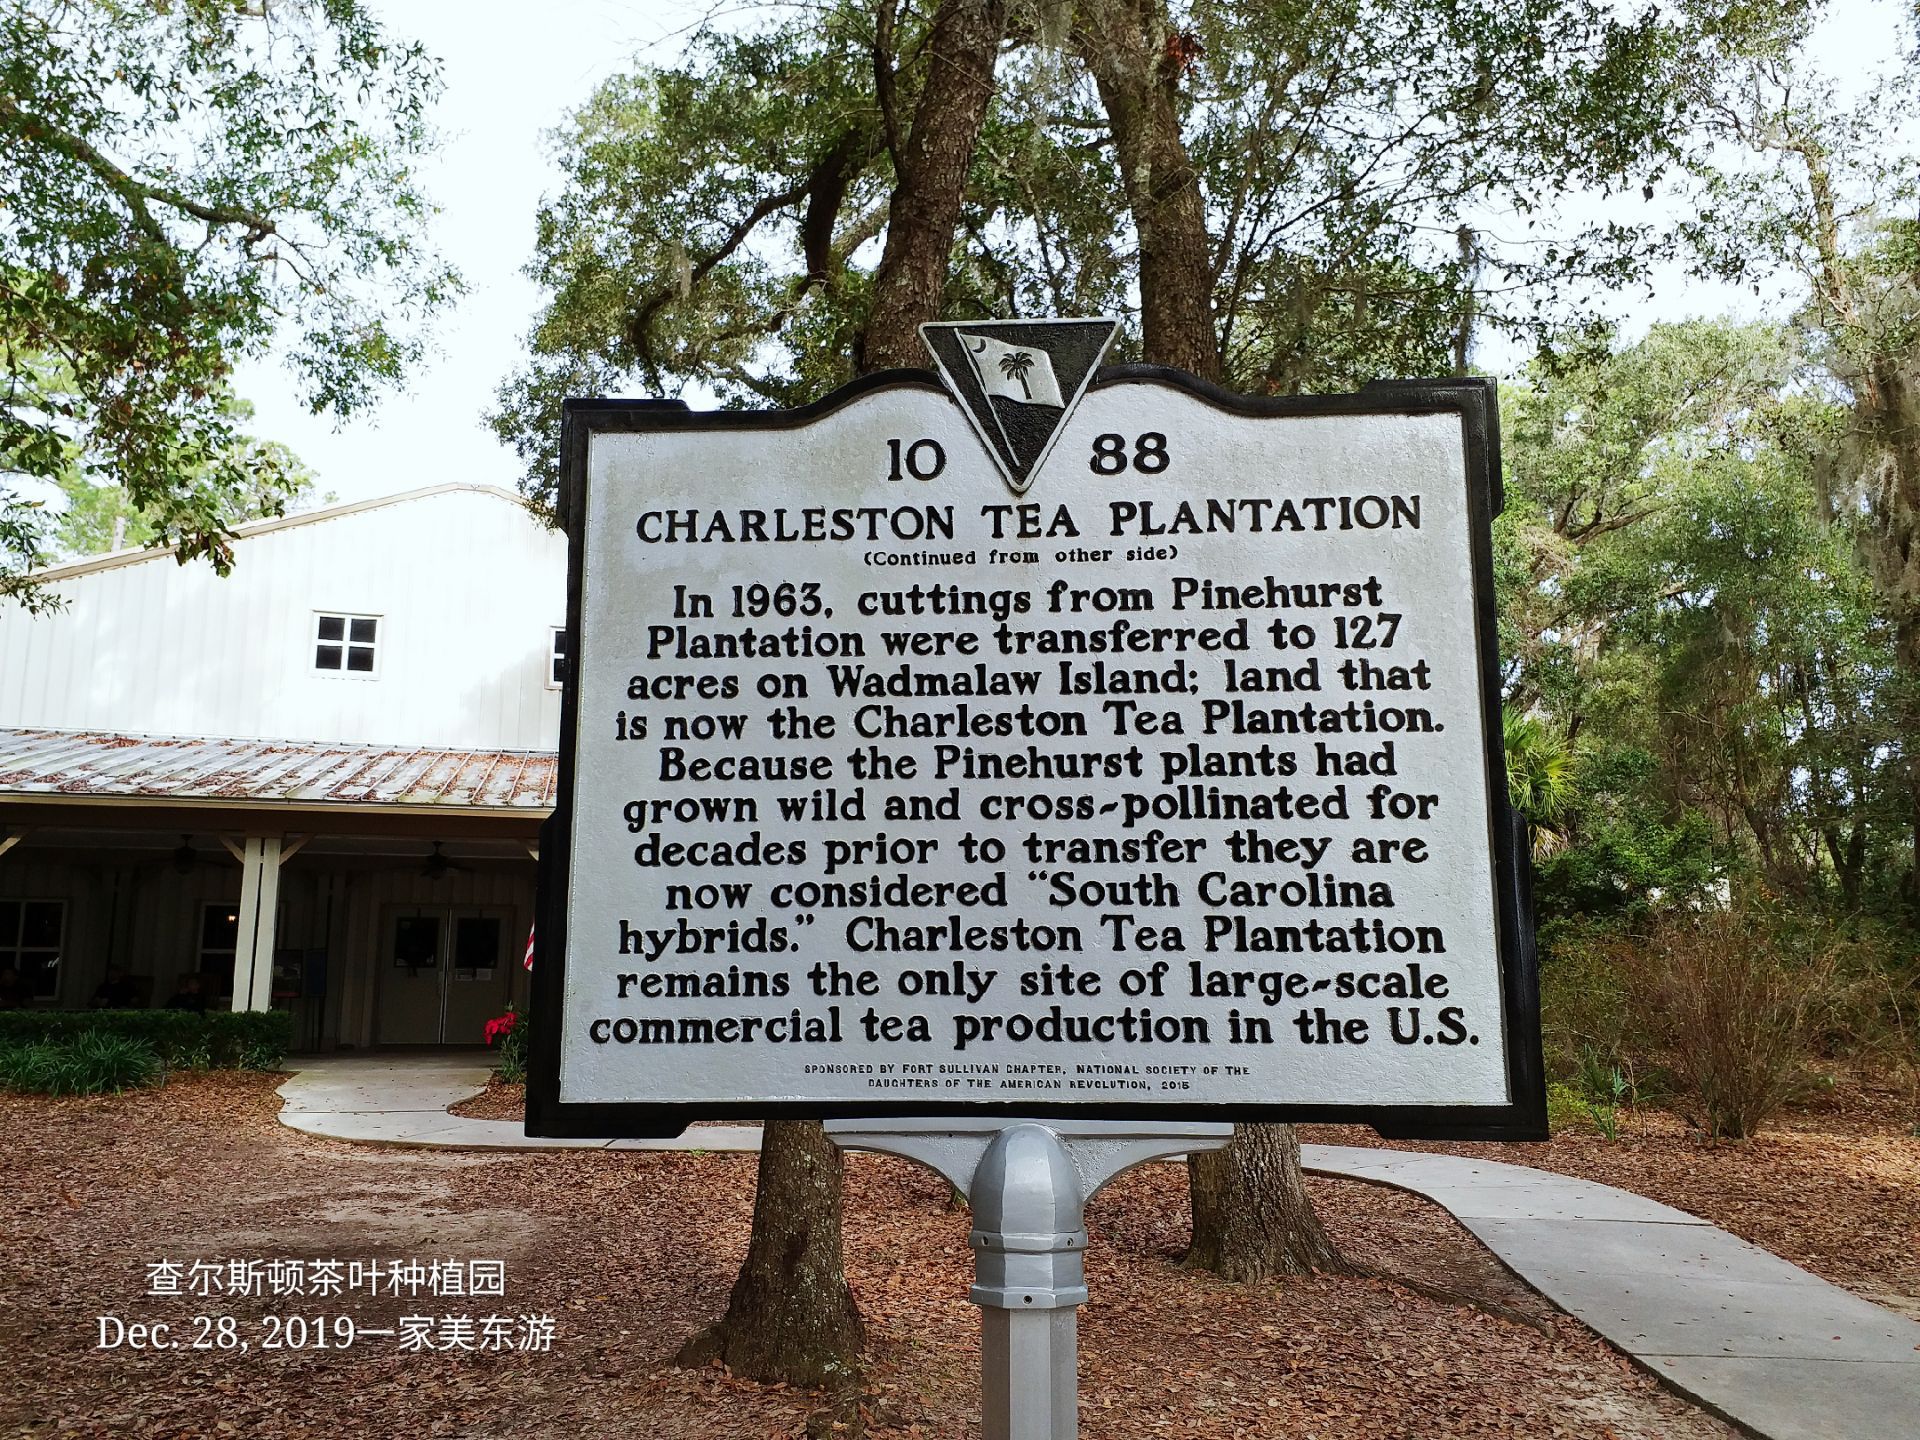 10 88
CHARLESTON TEA PLANTATION
(Continued from other side)
In 1963, cuttings from Pinehurst
Plantation were transferred to 127
acres on Wadmalaw Island; land that
is now the Charleston Tea Plantation.
Because the Pinehurst plants had
grown wild and cross-pollinated for
decades prior to transfer they are
now considered “South Carolina
hybrids.” Charleston Tea Plantation
remains the only site of large-scale
commercial tea production in the U.S.
SPONSORED BY FORT SULLIVAN CHAPTER, NATIONAL SOCIETY OF THE
DAUGHTERS OF THE AMERICAN REVOLUTION, 2015
查尔斯顿茶叶种植园
Dec. 28, 2019一家美东游